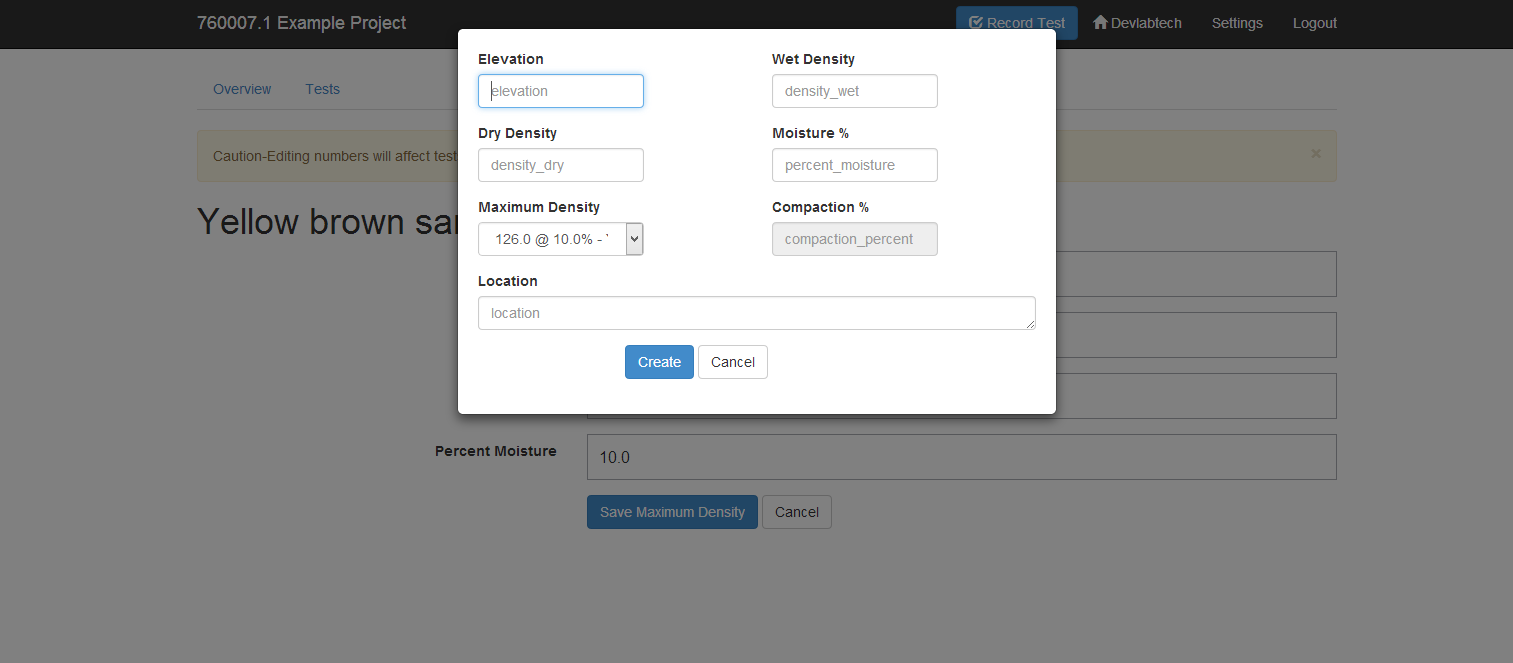 760007.1 Example Project
Record Test
Devlabtech
Settings
Logout
Overview
Tests
Caution-Editing numbers will affect test
Yellow brown sa
Elevation
Wet Density
elevation
density_wet
Dry Density
Moisture %
density_dry
percent_moisture
Maximum Density
Compaction %
126.0 @ 10.0% -
compaction_percent
Location
location
Create
Cancel
Percent Moisture
10.0
Save Maximum Density
Cancel